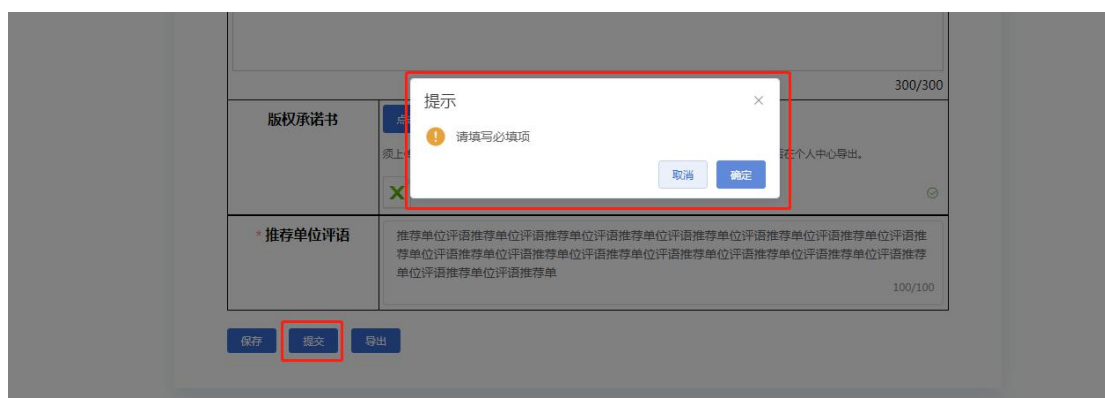 300/300
提示
版权承诺书
请填写必填项
须上
在个人中心导出。
取消 确定
*推荐单位评语
推荐单位评语推荐单位评语推荐单位评语推荐单位评语推荐单位评语推荐单位评语推荐单位评语推
荐单位评语推荐单位评语推荐单位评语推荐单位评语推荐单位评语推荐单位评语推荐单位评语推荐
单位评语推荐单位评语推荐单
100/100
保存 提交 导出